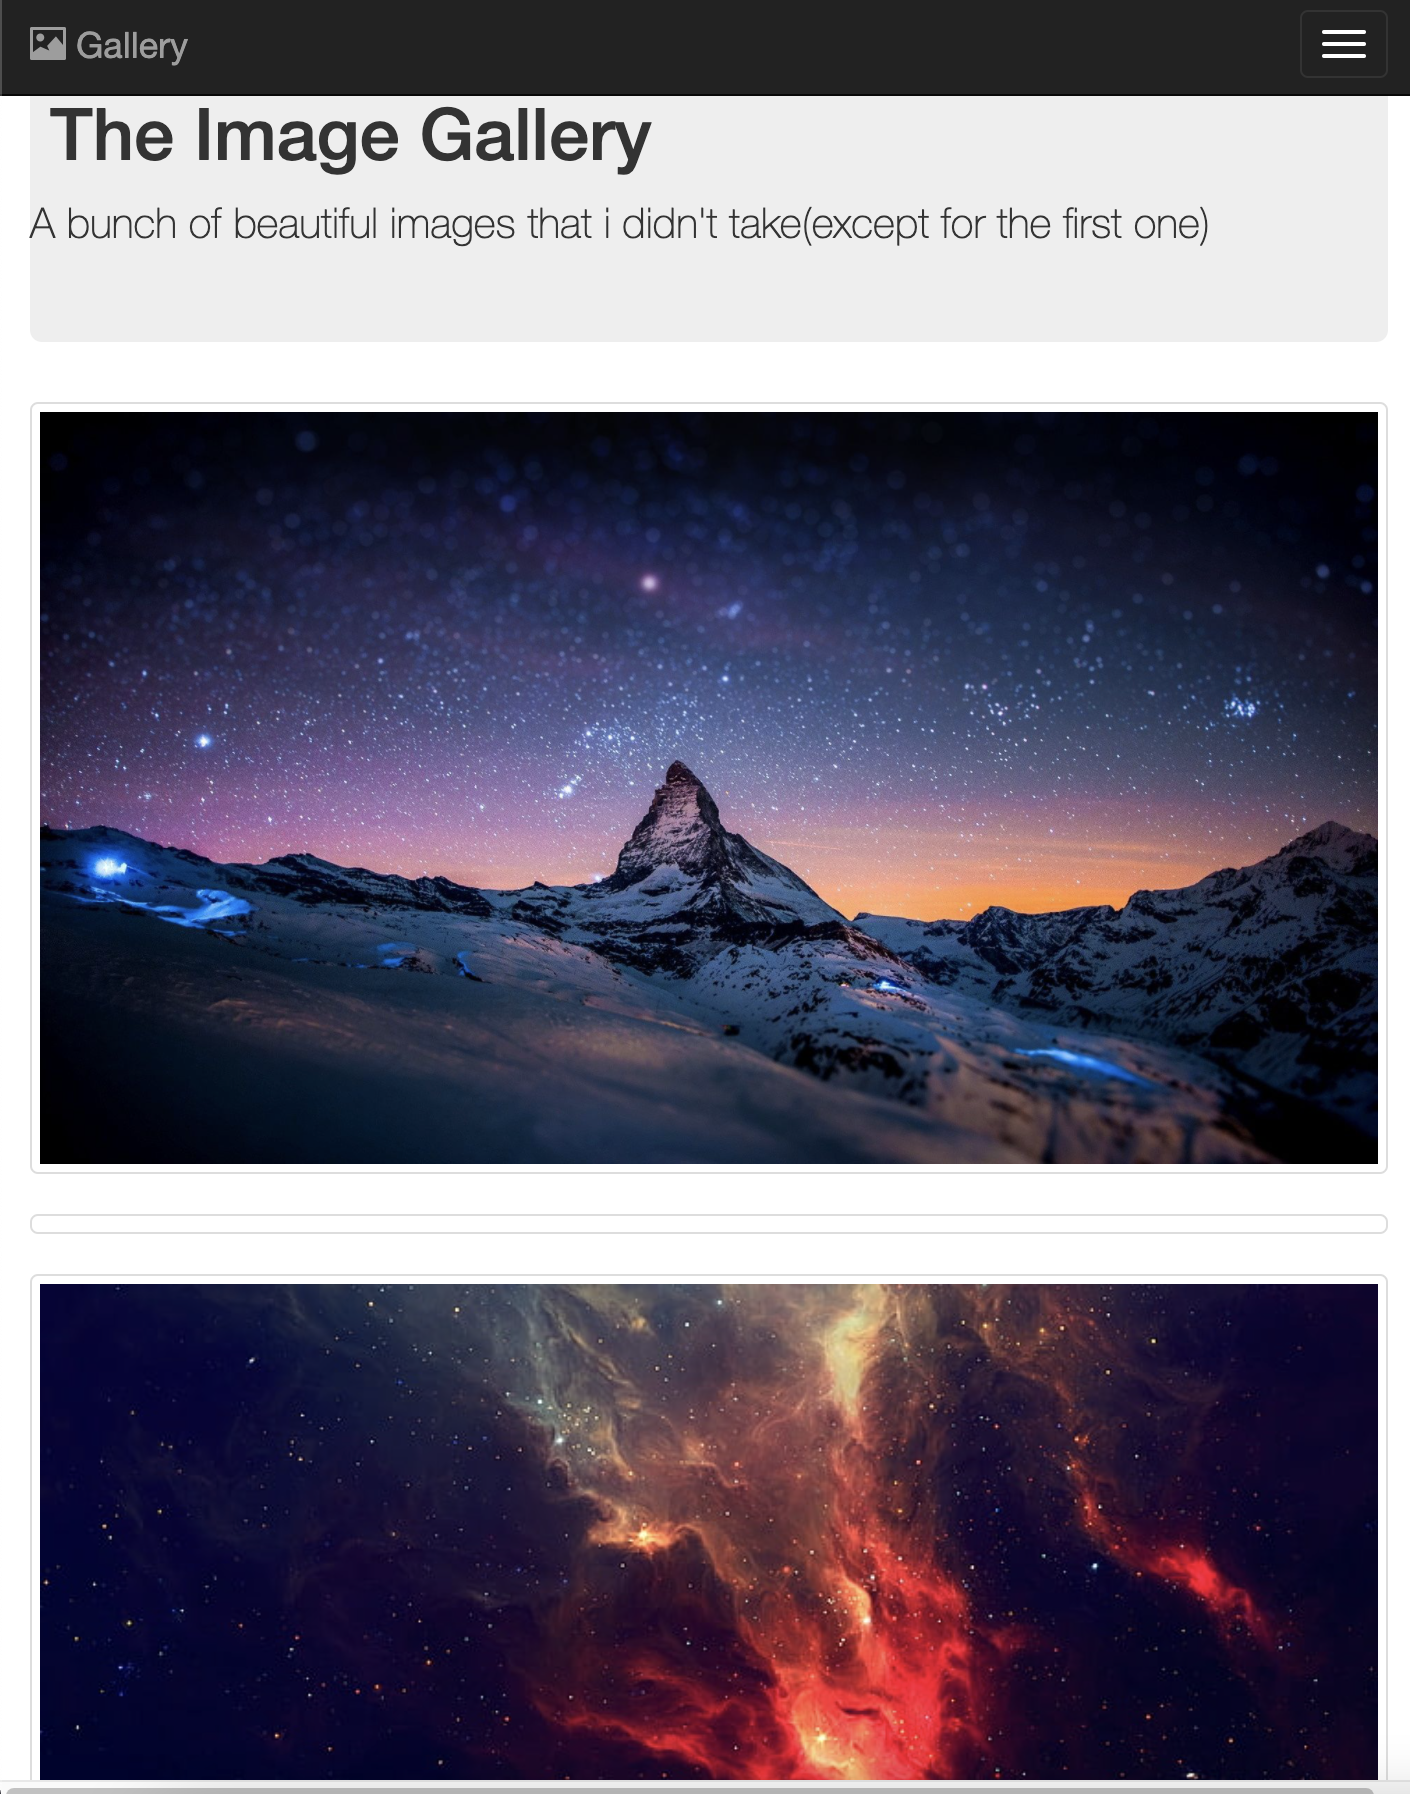 Gallery
The Image Gallery
A bunch of beautiful images that i didn't take(except for the first one)